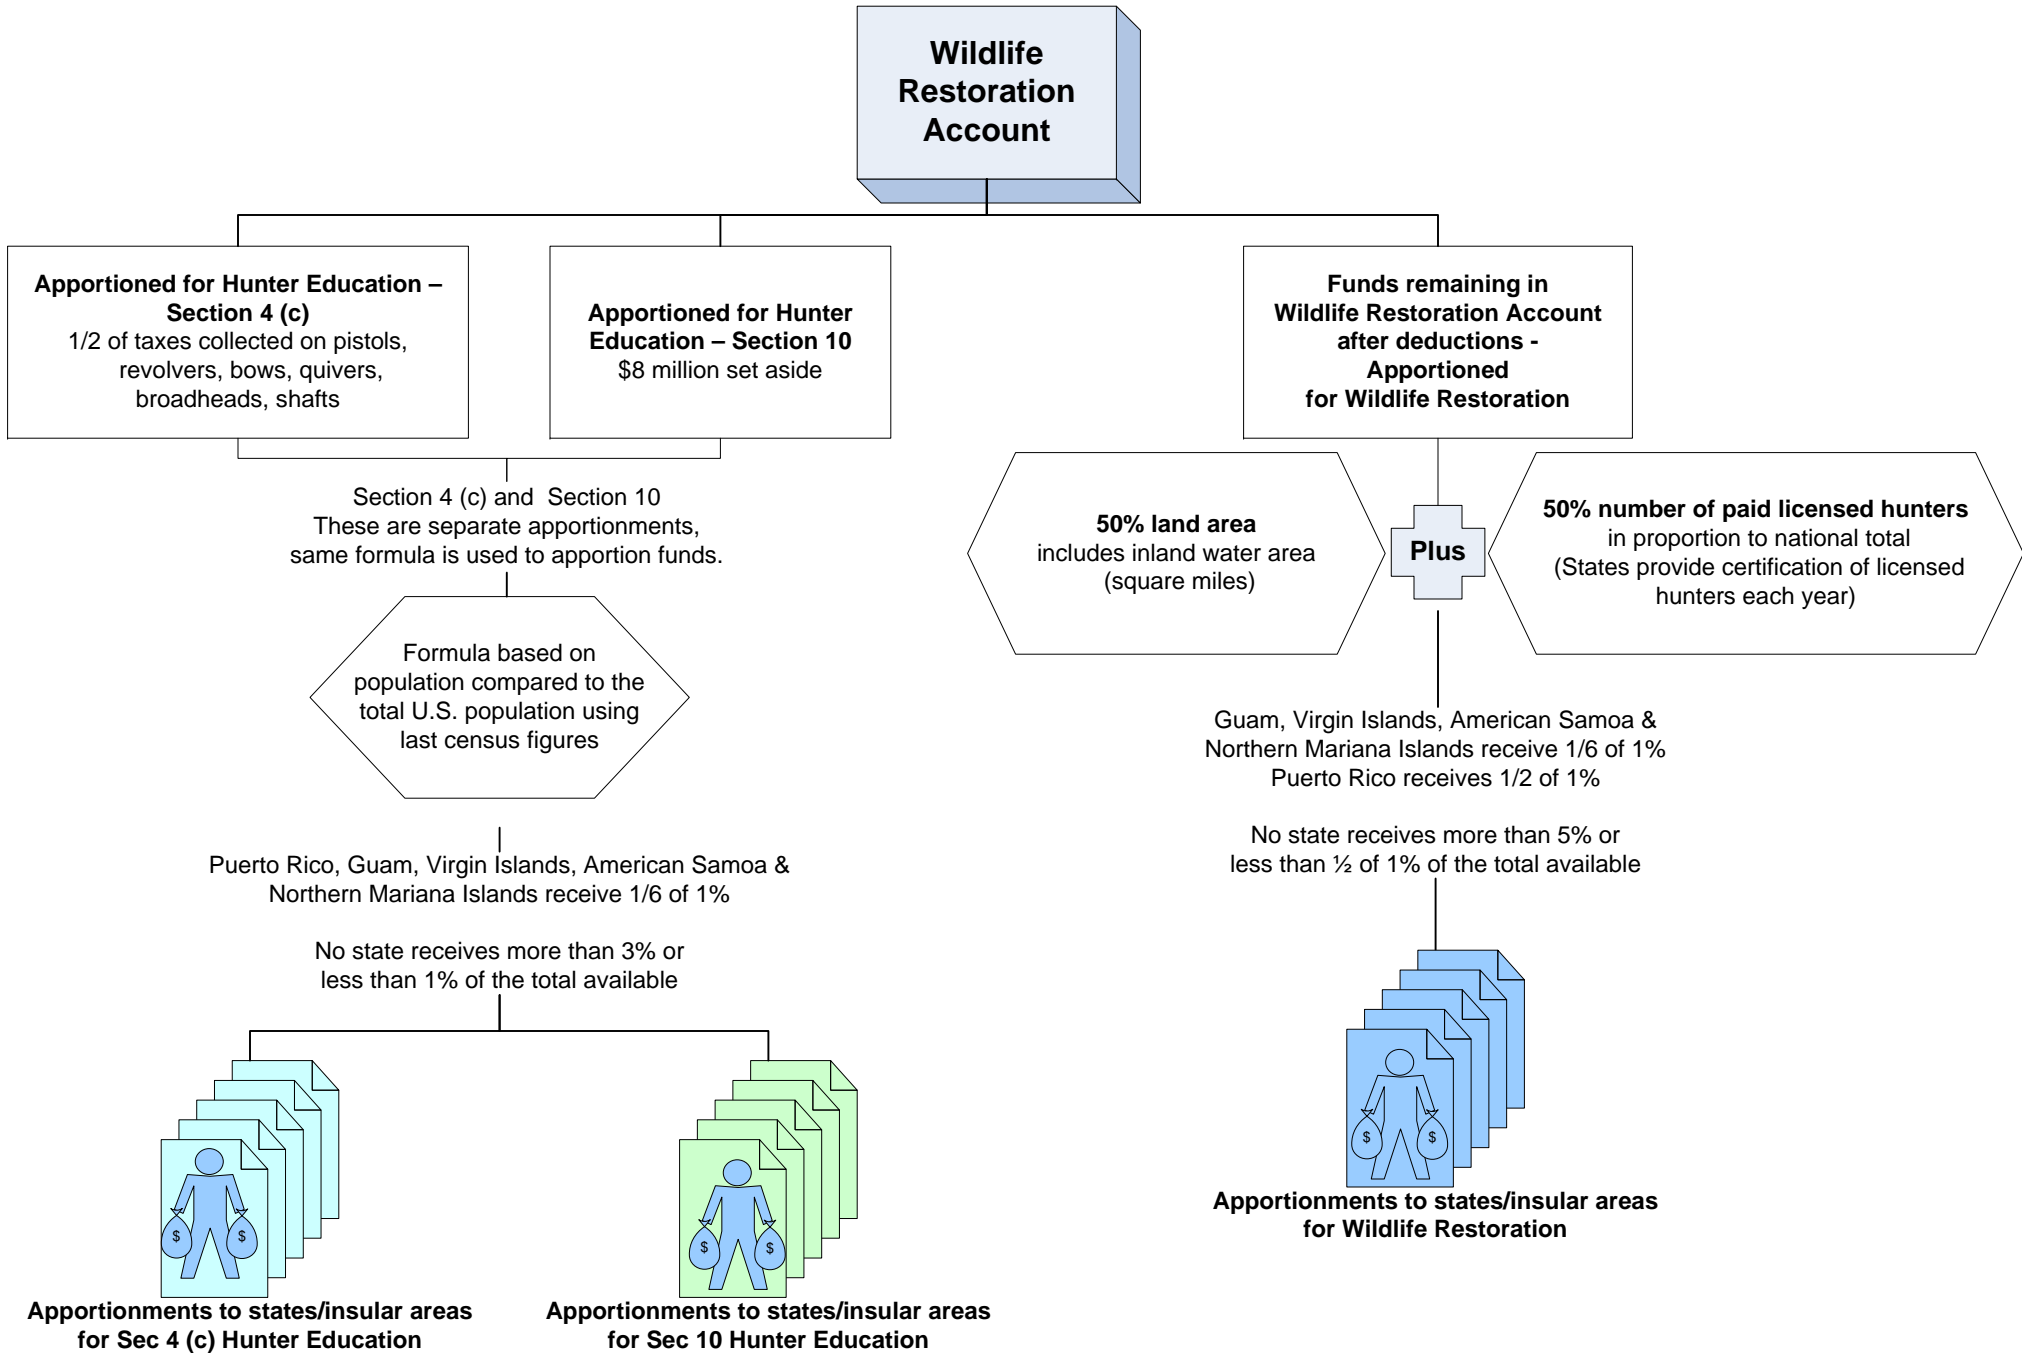 Wildlife
Restoration
Account
Apportioned for Hunter Education –
Section 4 (c)
1/2 of taxes collected on pistols,
revolvers, bows, quivers,
broadheads, shafts
Apportioned for Hunter
Education – Section 10
$8 million set aside
Funds remaining in
Wildlife Restoration Account
after deductions -
Apportioned
for Wildlife Restoration
Section 4 (c) and  Section 10
These are separate apportionments,
same formula is used to apportion funds.
Formula based on
population compared to the
total U.S. population using
last census figures
Puerto Rico, Guam, Virgin Islands, American Samoa &
Northern Mariana Islands receive 1/6 of 1%
No state receives more than 3% or
less than 1% of the total available
50% land area
includes inland water area
(square miles)
Plus
50% number of paid licensed hunters
in proportion to national total
(States provide certification of licensed
hunters each year)
Guam, Virgin Islands, American Samoa &
Northern Mariana Islands receive 1/6 of 1%
Puerto Rico receives 1/2 of 1%
No state receives more than 5% or
less than ½ of 1% of the total available
$ $
Apportionments to states/insular areas
for Sec 4 (c) Hunter Education
$ $
Apportionments to states/insular areas
for Sec 10 Hunter Education
$ $
Apportionments to states/insular areas
for Wildlife Restoration